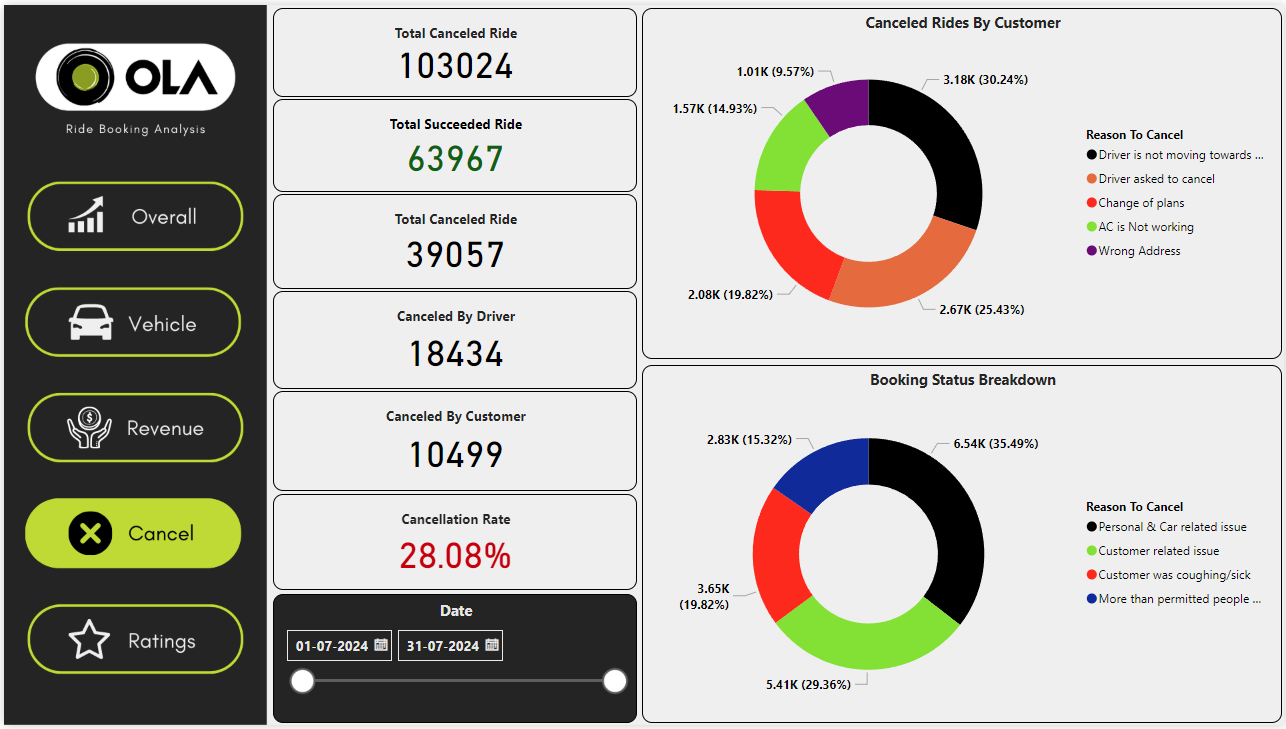 OLA
Ride Booking Analysis
Overall
Vehicle
Revenue
Cancel
Ratings
Total Canceled Ride
103024
Total Succeeded Ride
63967
Total Canceled Ride
39057
Canceled By Driver
18434
Canceled By Customer
10499
Cancellation Rate
28.08%
Date
01-07-2024
31-07-2024
Canceled Rides By Customer
1.01K (9.57%)
3.18K (30.24%)
1.57K (14.93%)
2.08K (19.82%)
2.67K (25.43%)
Reason To Cancel
Driver is not moving towards ...
Driver asked to cancel
Change of plans
AC is Not working
Wrong Address
Booking Status Breakdown
2.83K (15.32%)
6.54K (35.49%)
3.65K
(19.82%)
5.41K (29.36%)
Reason To Cancel
Personal & Car related issue
Customer related issue
Customer was coughing/sick
More than permitted people ...